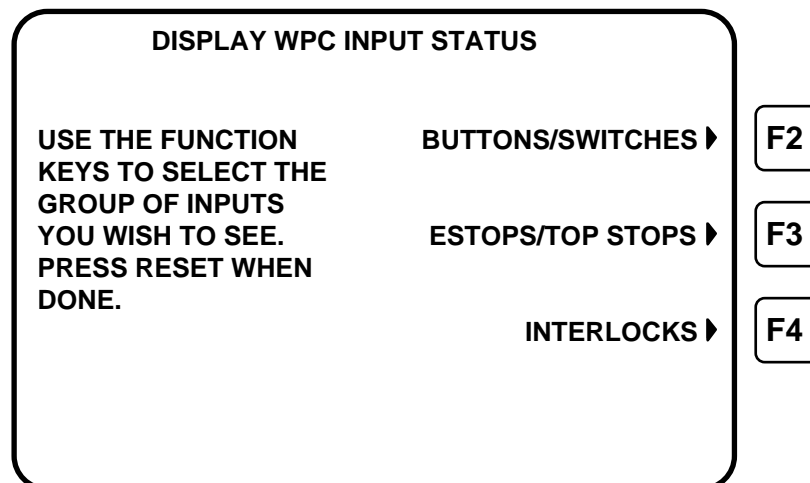 DISPLAY WPC INPUT STATUS
USE THE FUNCTION
KEYS TO SELECT THE
GROUP OF INPUTS
YOU WISH TO SEE.
PRESS RESET WHEN
DONE.
BUTTONS/SWITCHES
F2
ESTOPS/TOP STOPS
F3
INTERLOCKS
F4